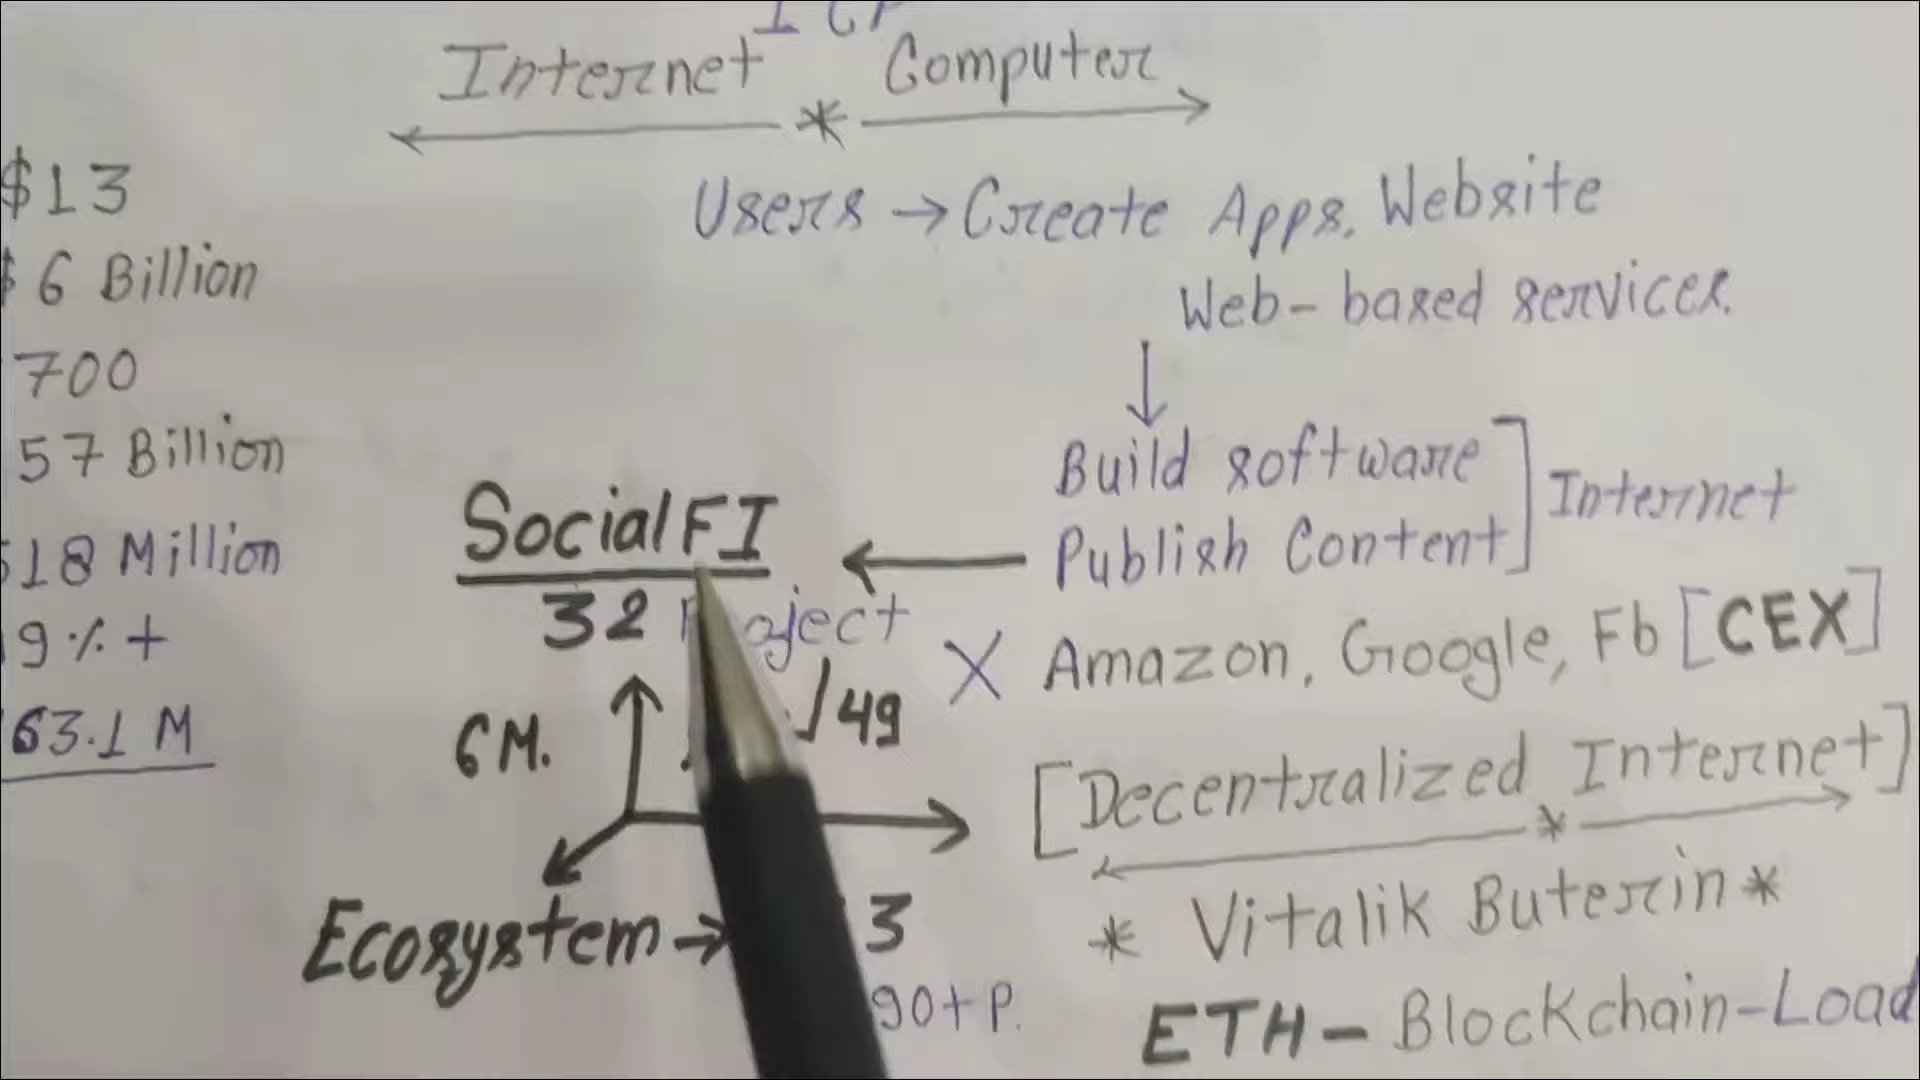 ICP
Internet Computer
$13
$6 Billion
700
57 Billion
18 Million
9%+
63.1 M
Users → Create Apps, Website
Web-based services.
Build software
Publish Content
Internet
SocialFI
32
6M.
49
X Amazon, Google, Fb [CEX]
[Decentralized Internet]
* Vitalik Buterin *
Ecosystem → 3
90+ P.
ETH - Blockchain-Load